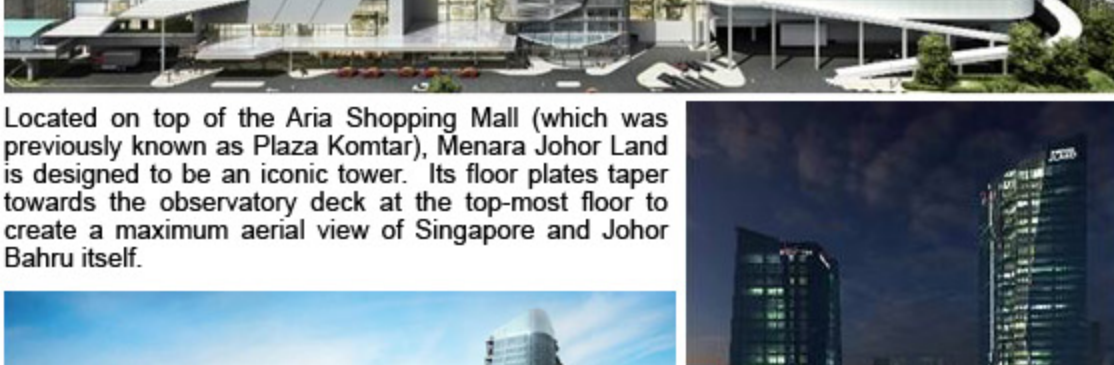 Located on top of the Aria Shopping Mall (which was
previously known as Plaza Komtar), Menara Johor Land
is designed to be an iconic tower. Its floor plates taper
towards the observatory deck at the top-most floor to
create a maximum aerial view of Singapore and Johor
Bahru itself.